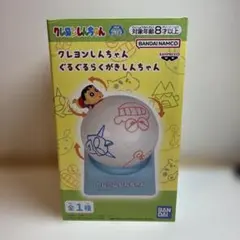 クレヨンしんちゃん
対象年齢8才以上
BANDAI NAMCO
クレヨンしんちゃん
ぐるぐるらくがきしんちゃん
全1種
BAN
DAI